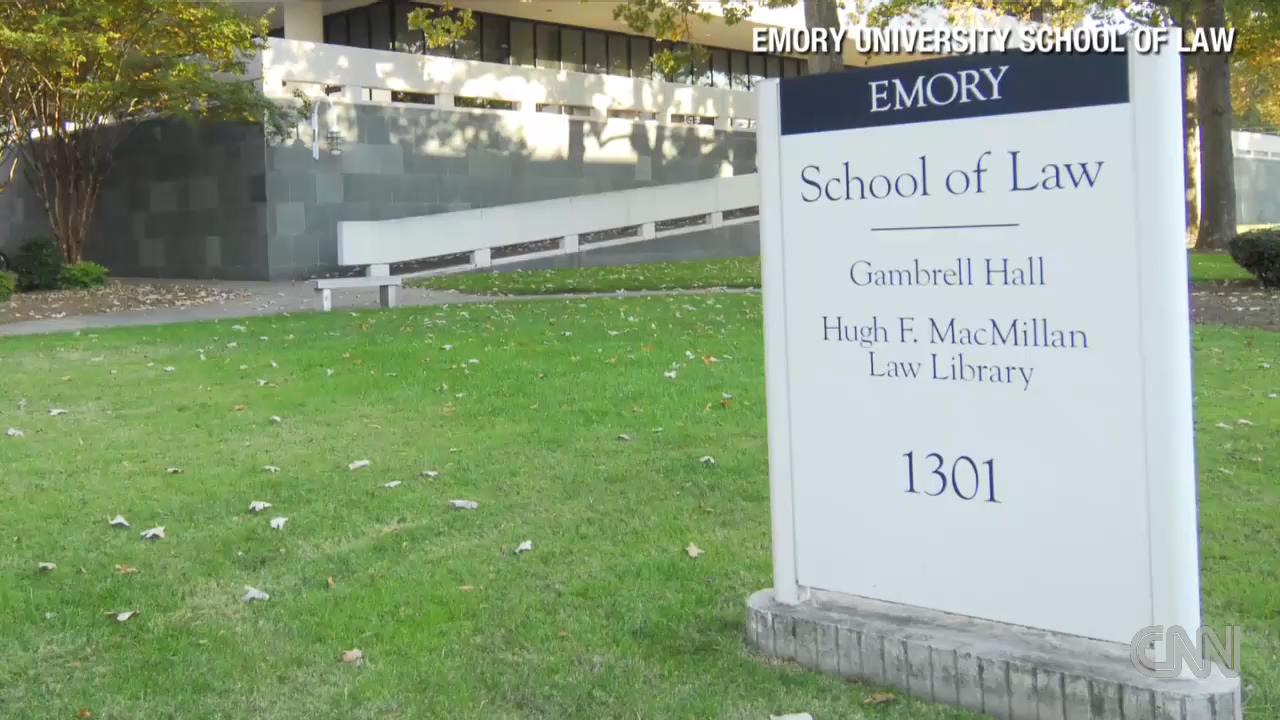 EMORY UNIVERSITY SCHOOL OF LAW
EMORY
School of Law
Gambrell Hall
Hugh F. MacMillan
Law Library
1301
CNN